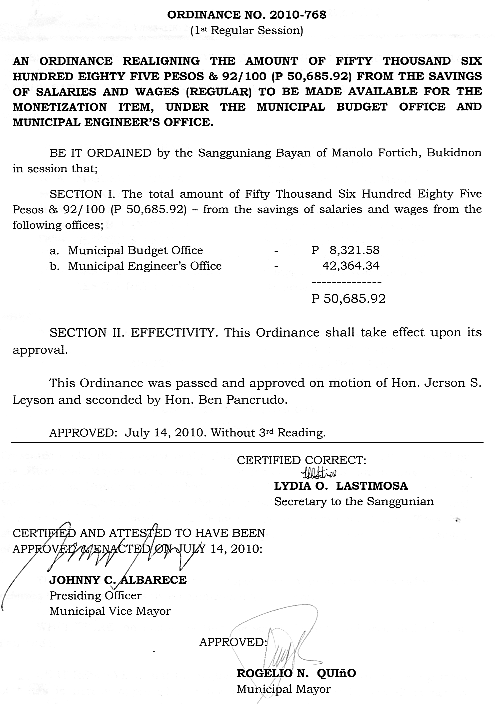 ORDINANCE NO. 2010-768
(1st Regular Session)
AN ORDINANCE REALIGNING THE AMOUNT OF FIFTY THOUSAND SIX
HUNDRED EIGHTY FIVE PESOS & 92/100 (P 50,685.92) FROM THE SAVINGS
OF SALARIES AND WAGES (REGULAR) TO BE MADE AVAILABLE FOR THE
MONETIZATION ITEM, UNDER THE MUNICIPAL BUDGET OFFICE AND
MUNICIPAL ENGINEER'S OFFICE.
BE IT ORDAINED by the Sangguniang Bayan of Manolo Fortich, Bukidnon
in session that;
SECTION I. The total amount of Fifty Thousand Six Hundred Eighty Five
Pesos & 92/100 (P 50,685.92) – from the savings of salaries and wages from the
following offices;
a. Municipal Budget Office - P 8,321.58
b. Municipal Engineer's Office - 42,364.34
--------------
P 50,685.92
SECTION II. EFFECTIVITY. This Ordinance shall take effect upon its
approval.
This Ordinance was passed and approved on motion of Hon. Jerson S.
Leyson and seconded by Hon. Ben Pancrudo.
APPROVED: July 14, 2010. Without 3rd Reading.
CERTIFIED CORRECT:
LYDIA O. LASTIMOSA
Secretary to the Sanggunian
CERTIFIED AND ATTESTED TO HAVE BEEN
APPROVED/ENACTED ON JULY 14, 2010:
JOHNNY C. ALBARECE
Presiding Officer
Municipal Vice Mayor
APPROVED:
ROGELIO N. QUIñO
Municipal Mayor